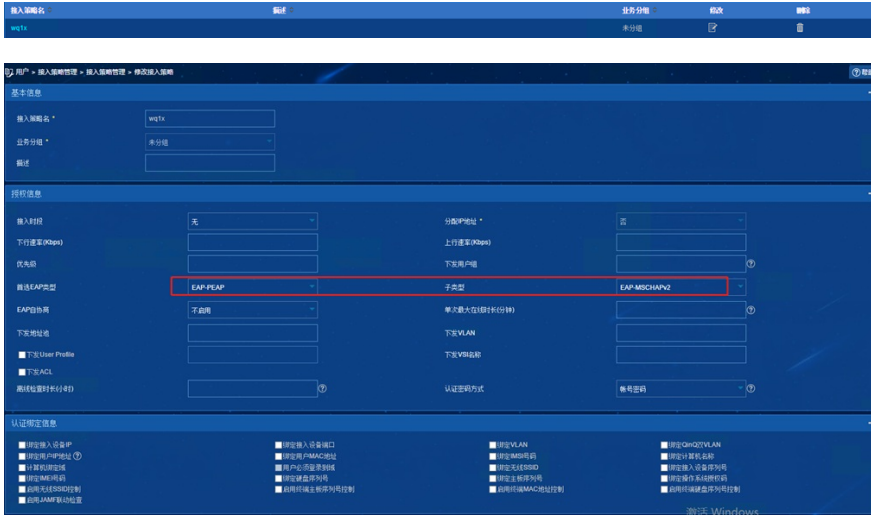 接入策略名 描述 业务分组 修改 删除
wq1x 未分组
用户 > 接入策略管理 > 接入策略管理 > 修改接入策略
基本信息
接入策略名 * wq1x
业务分组 * 未分组
描述
授权信息
接入时段 无 分配IP地址 * 否
下行速率(Kbps) 上行速率(Kbps)
优先级 下发用户组
首选EAP类型 EAP-PEAP 子类型 EAP-MSCHAPv2
EAP自协商 不启用 单次最大在线时长(分钟)
下发地址池 下发VLAN
下发User Profile 下发VSI名称
下发ACL
离线检查时长(小时) 认证密码方式 帐号密码
认证绑定信息
绑定接入设备IP 绑定接入设备端口 绑定VLAN 绑定QinQ双VLAN
绑定用户IP地址 绑定用户MAC地址 绑定IMSI号码 绑定计算机名称
计算机绑定域 用户必须登录到域 绑定无线SSID 绑定接入设备序列号
绑定IMEI号码 绑定硬盘序列号 绑定主板序列号 绑定操作系统授权码
启用无线SSID控制 启用终端主板序列号控制 启用终端MAC地址控制 启用终端硬盘序列号控制
启用JAMF联动检查
激活 Windows